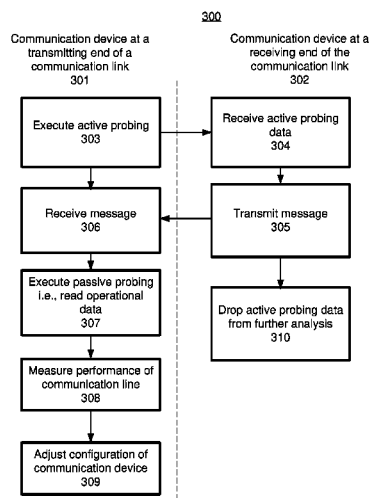 300
Communication device at a
transmitting end of a
communication link
301
Communication device at a
receiving end of the
communication link
302
Execute active probing
303
Receive active probing
data
304
Receive message
306
Transmit message
305
Execute passive probing
i.e., read operational
data
307
Drop active probing data
from further analysis
310
Measure performance of
communication line
308
Adjust configuration of
communication device
309